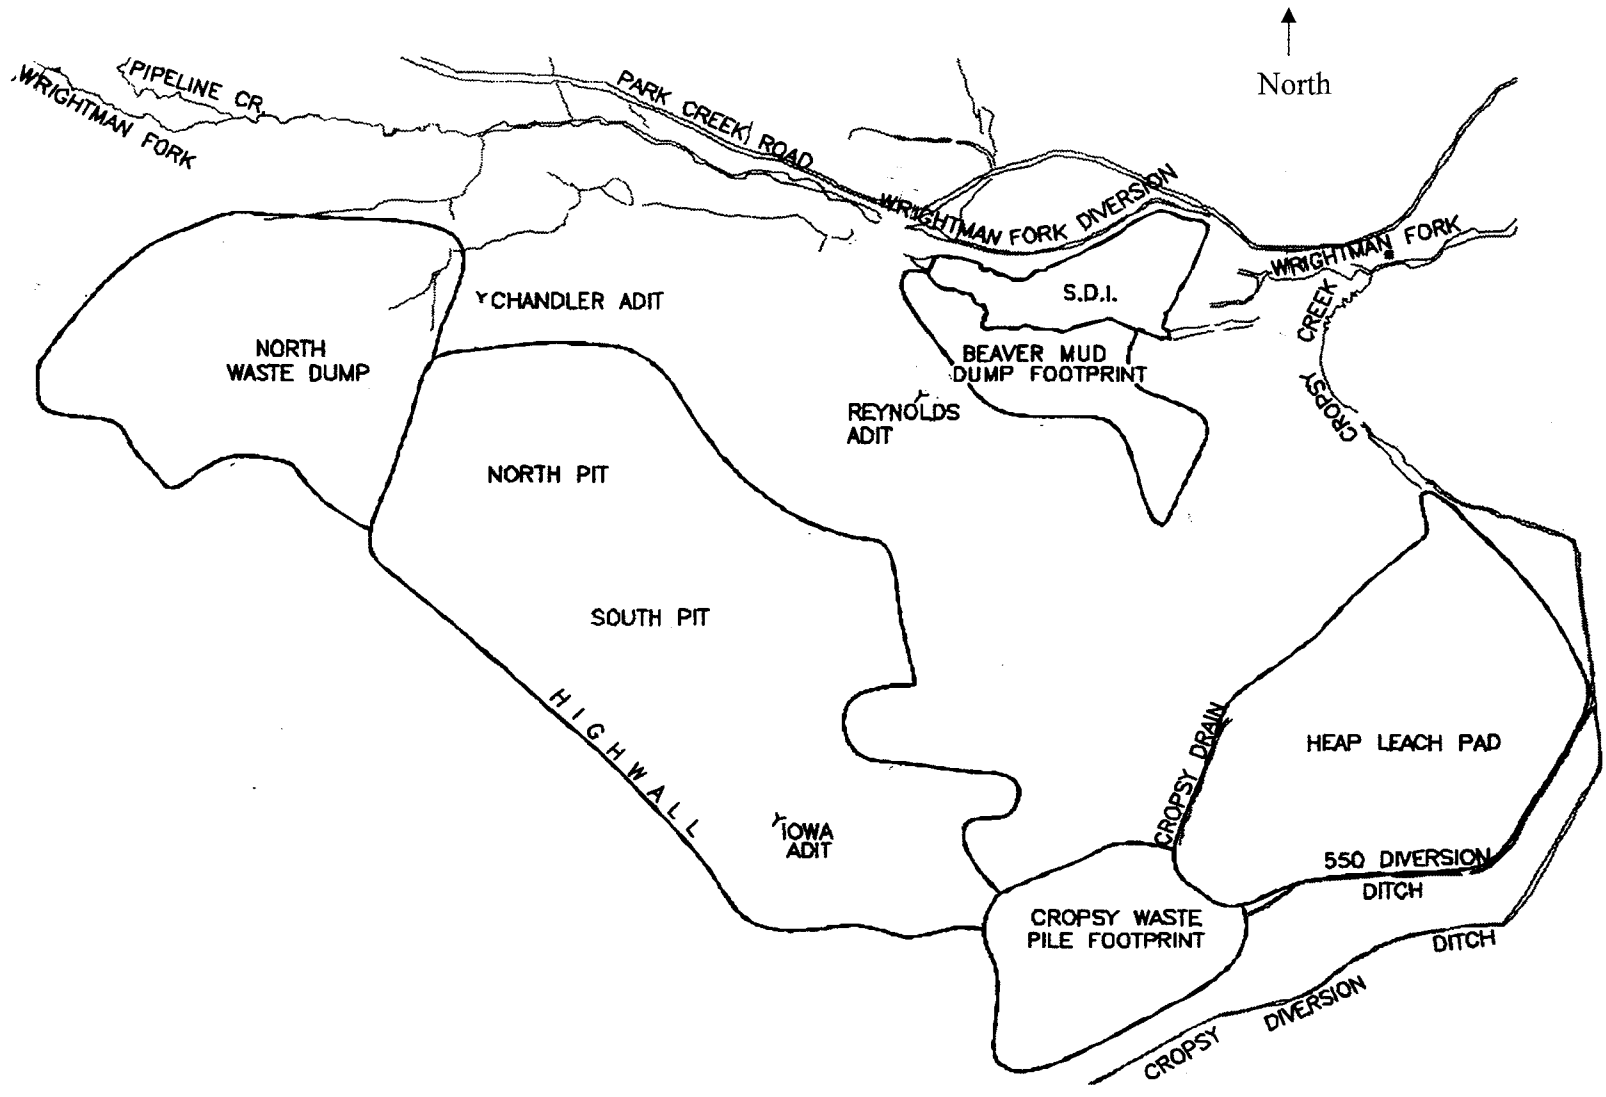 North
PIPELINE CR.
WRIGHTMAN FORK
PARK CREEK ROAD
WRIGHTMAN FORK DIVERSION
WRIGHTMAN FORK
S.D.I.
CHANDLER ADIT
CROPSY CREEK
NORTH
WASTE DUMP
BEAVER MUD
DUMP FOOTPRINT
REYNOLDS
ADIT
NORTH PIT
SOUTH PIT
HIGHWALL
CROPSY DRAIN
HEAP LEACH PAD
IOWA
ADIT
550 DIVERSION
DITCH
CROPSY WASTE
PILE FOOTPRINT
CROPSY DIVERSION DITCH